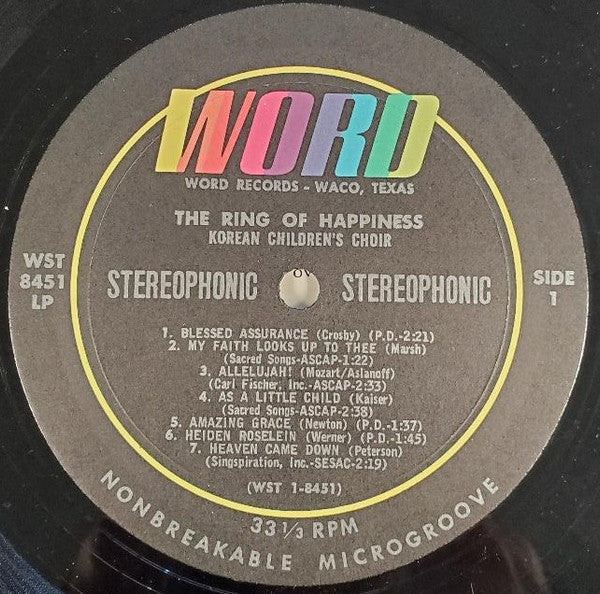 WORD
WORD RECORDS - WACO, TEXAS
THE RING OF HAPPINESS
KOREAN CHILDREN'S CHOIR
WST
8451
LP
STEREOPHONIC
STEREOPHONIC
SIDE
1
1. BLESSED ASSURANCE (Crosby) (P.D.-2:21)
2. MY FAITH LOOKS UP TO THEE (Marsh)
(Sacred Songs-ASCAP-1:22)
3. ALLELUJAH! (Mozart/Aslanoff)
(Carl Fischer, Inc.-ASCAP-2:33)
4. AS A LITTLE CHILD (Kaiser)
(Sacred Songs-ASCAP-2:38)
5. AMAZING GRACE (Newton) (P.D.-1:37)
6. HEIDEN ROSELEIN (Werner) (P.D.-1:45)
7. HEAVEN CAME DOWN (Peterson)
(Singspiration, Inc.-SESAC-2:19)
(WST 1-8451)
33 1/3 RPM
NONBREAKABLE MICROGROOVE